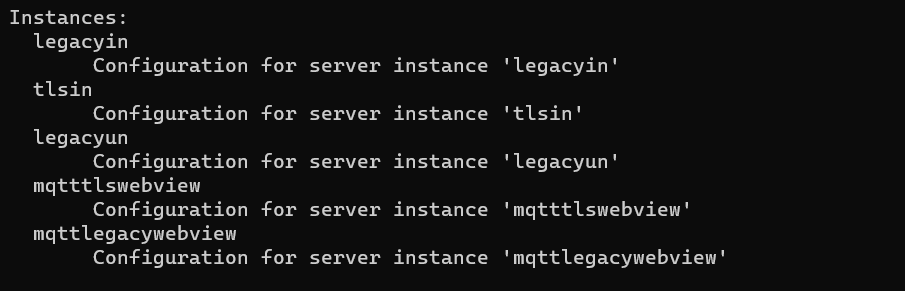 Instances:
legacyin
Configuration for server instance 'legacyin'
tlsin
Configuration for server instance 'tlsin'
legacyun
Configuration for server instance 'legacyun'
mqtttlswebview
Configuration for server instance 'mqtttlswebview'
mqttlegacywebview
Configuration for server instance 'mqttlegacywebview'